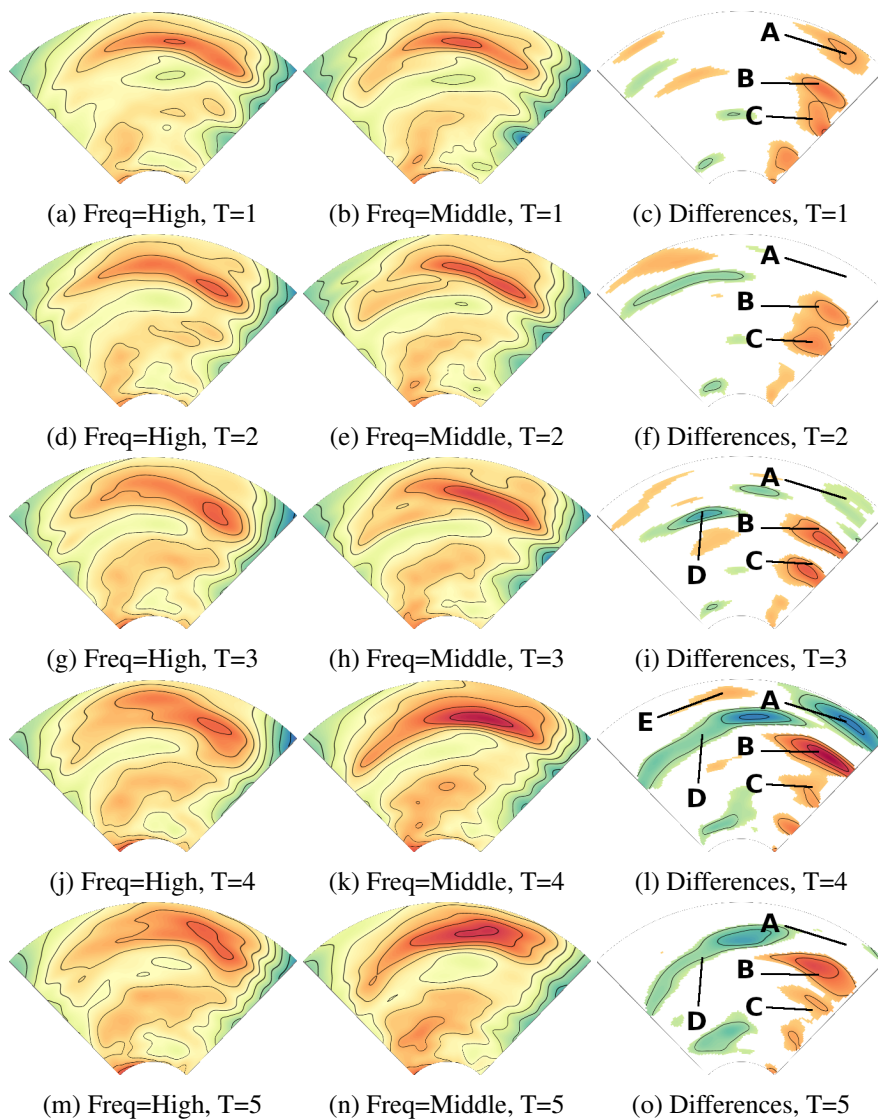 A
B
C
(a) Freq=High, T=1 (b) Freq=Middle, T=1 (c) Differences, T=1
A
B
C
(d) Freq=High, T=2 (e) Freq=Middle, T=2 (f) Differences, T=2
A
B
C
D
(g) Freq=High, T=3 (h) Freq=Middle, T=3 (i) Differences, T=3
A
E
B
C
D
(j) Freq=High, T=4 (k) Freq=Middle, T=4 (l) Differences, T=4
A
B
C
D
(m) Freq=High, T=5 (n) Freq=Middle, T=5 (o) Differences, T=5